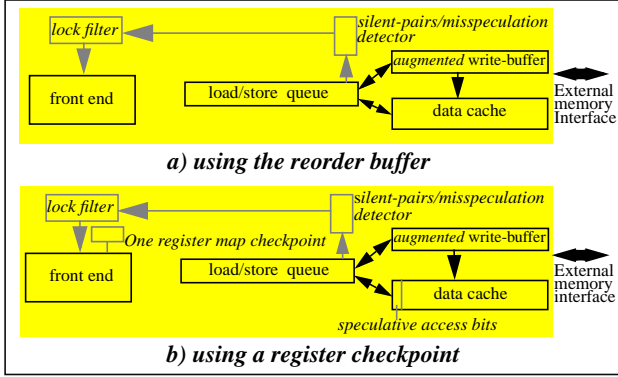 lock filter
silent-pairs/misspeculation
detector
augmented write-buffer
front end
load/store queue
data cache
External
memory
Interface
a) using the reorder buffer
lock filter
silent-pairs/misspeculation
detector
One register map checkpoint
augmented write-buffer
front end
load/store queue
data cache
External
memory
interface
speculative access bits
b) using a register checkpoint